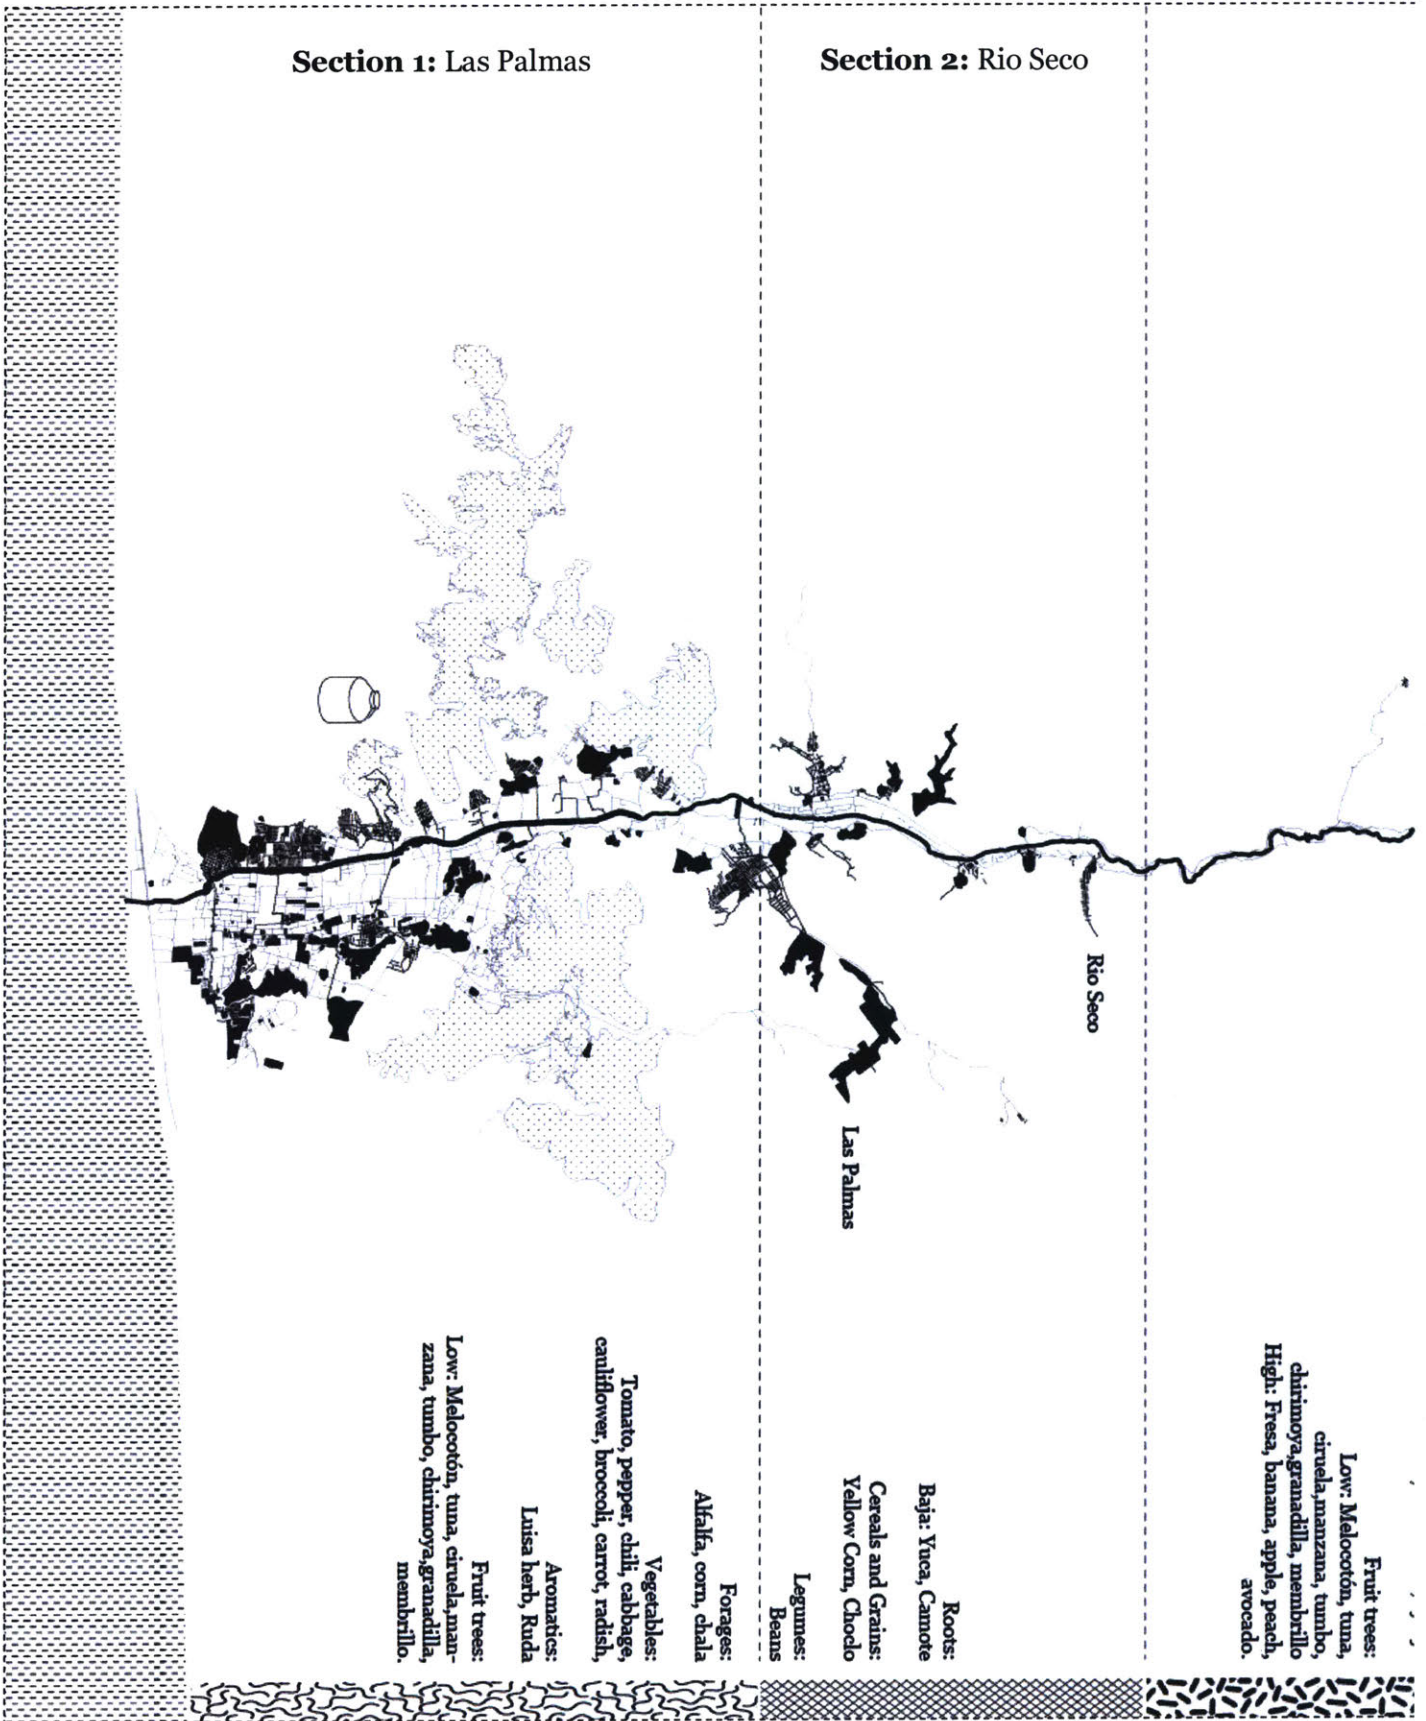 Section 1: Las Palmas
Section 2: Rio Seco
Rio Seco
Las Palmas
Fruit trees:
Low: Melocotón, tuna, ciruela,man-
zana, tumbo, chirimoya,granadilla,
membrillo.
Aromatics:
Luisa herb, Ruda
Vegetables:
Tomato, pepper, chili, cabbage,
cauliflower, broccoli, carrot, radish,
Forages:
Alfalfa, corn, chala
Legumes:
Beans
Cereals and Grains:
Yellow Corn, Choclo
Roots:
Baja: Yuca, Camote
Fruit trees:
Low: Melocotón, tuna,
ciruela,manzana, tumbo,
chirimoya,granadilla, membrillo
High: Fresa, banana, apple, peach,
avocado.